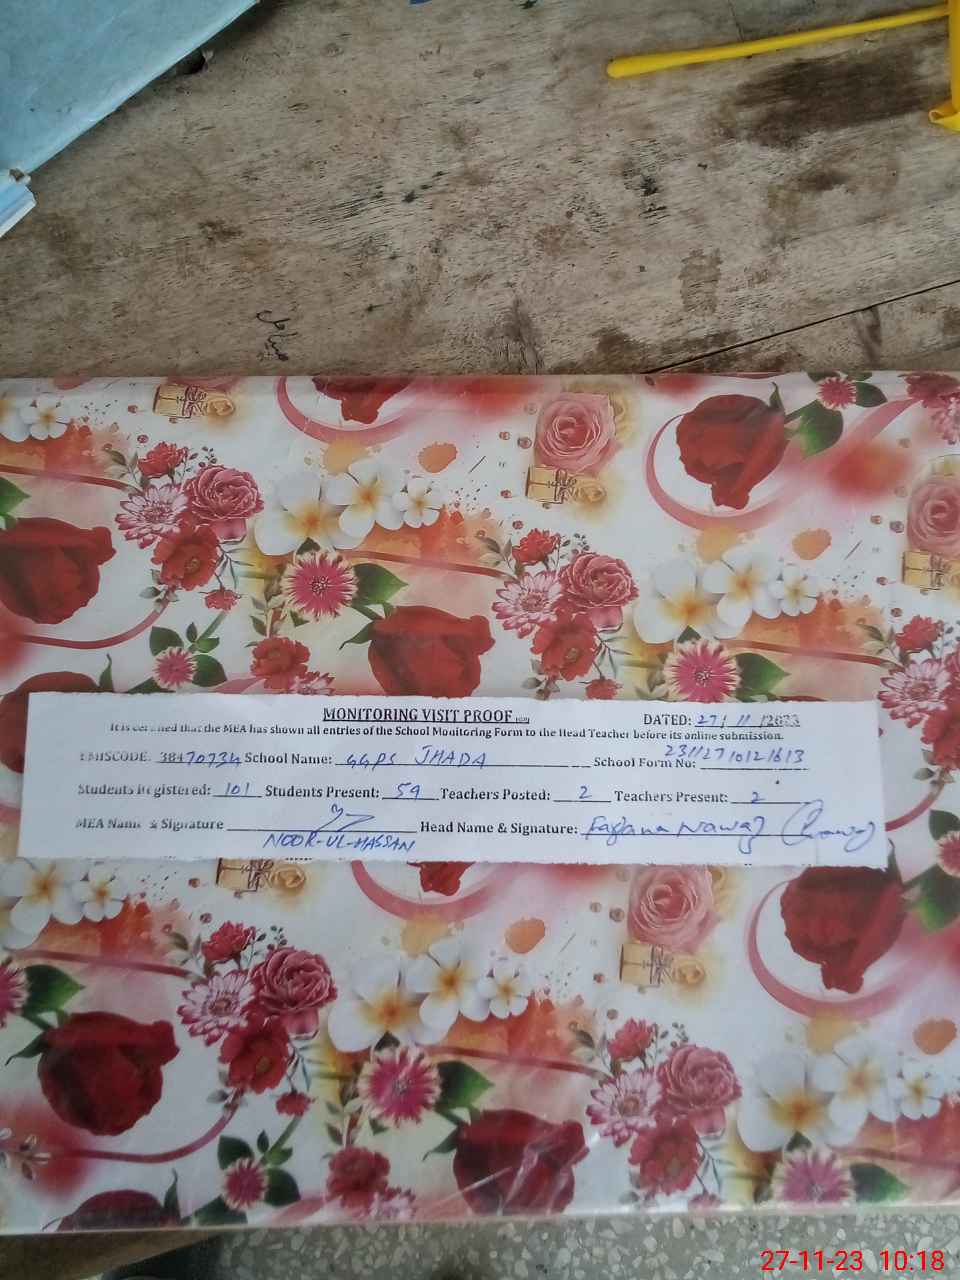 MONITORING VISIT PROOF
DATED: 27/11/2023
It is certified that the MEA has shown all entries of the School Monitoring Form to the Head Teacher before its online submission.
EMISCODE: 38470734 School Name: GGPS JHADA School Form No: 23112710121613
Students Registered: 101 Students Present: 59 Teachers Posted: 2 Teachers Present: 2
MEA Name & Signature Head Name & Signature: Farhana Nawaz
NOOR-UL-HASSAN
27-11-23 10:18